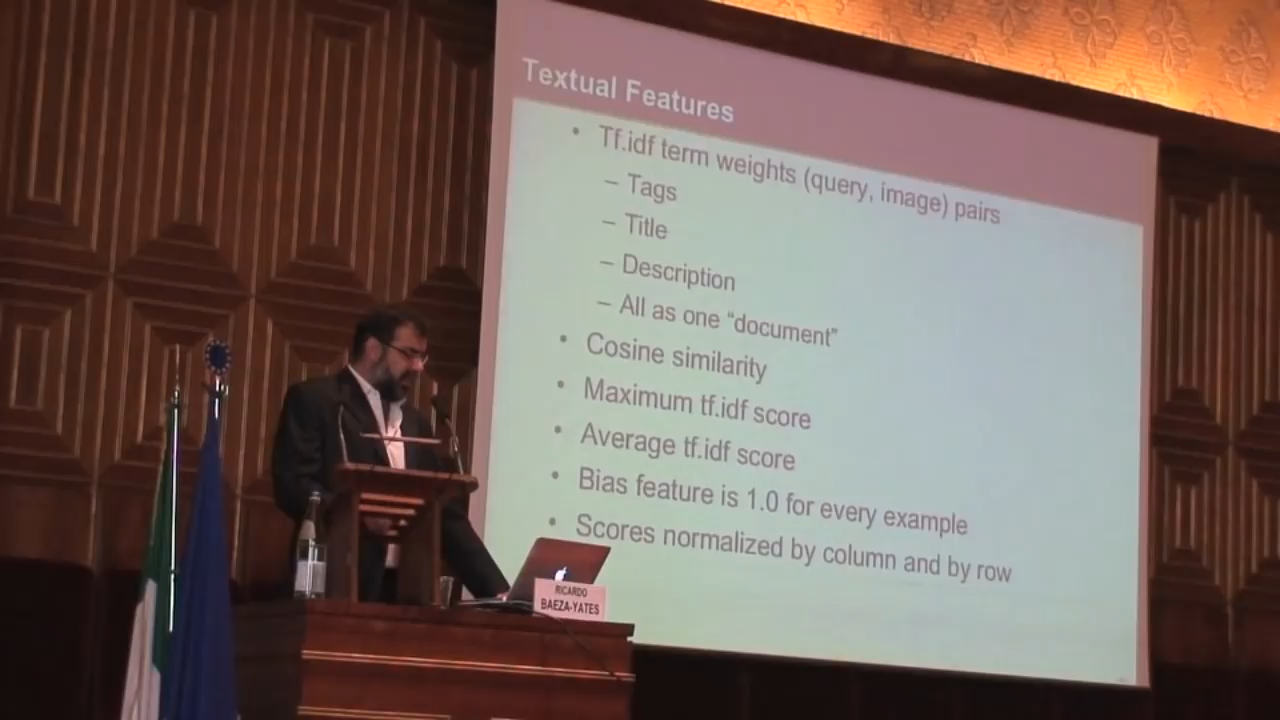 Textual Features
• Tf.idf term weights (query, image) pairs
– Tags
– Title
– Description
– All as one “document”
• Cosine similarity
• Maximum tf.idf score
• Average tf.idf score
• Bias feature is 1.0 for every example
• Scores normalized by column and by row
RICARDO
BAEZA-YATES